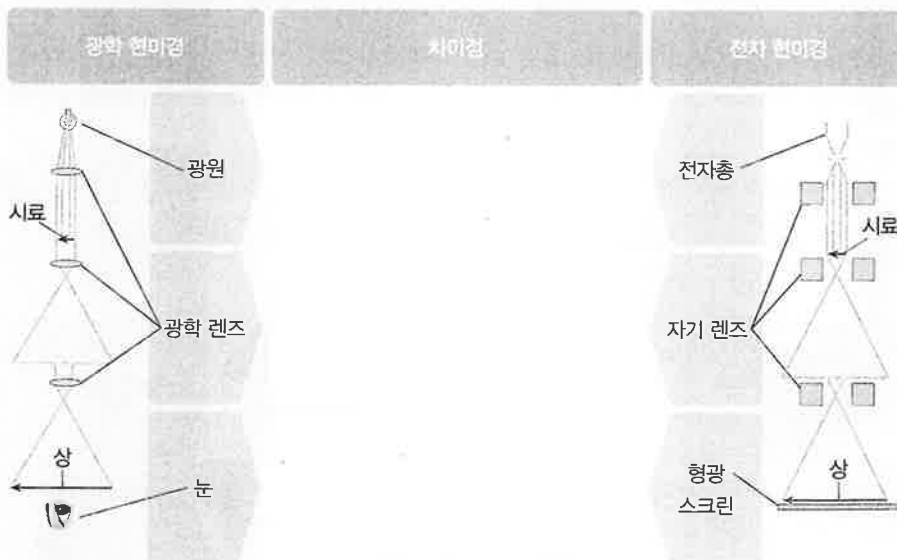 광학 현미경
차이점
전자 현미경
광원
시료
광학 렌즈
상
눈
전자총
시료
자기 렌즈
상
형광
스크린